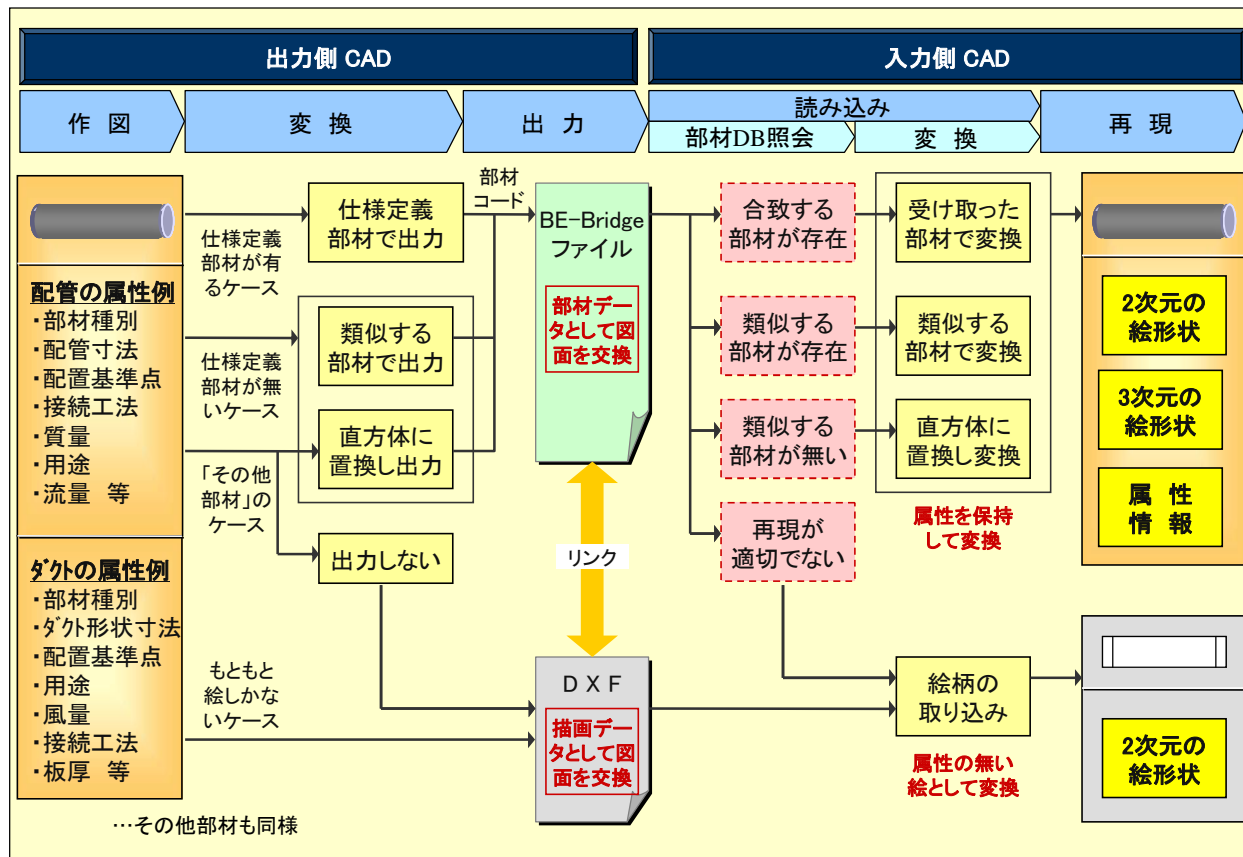 出力側 CAD
入力側 CAD
作 図
変 換
出 力
読み込み
部材DB照会
変 換
再 現
配管の属性例
・部材種別
・配管寸法
・配置基準点
・接続工法
・質量
・用途
・流量 等
ダクトの属性例
・部材種別
・ダクト形状寸法
・配置基準点
・用途
・風量
・接続工法
・板厚 等
…その他部材も同様
仕様定義
部材が有
るケース
仕様定義
部材が無
いケース
「その他
部材」の
ケース
もともと
絵しかな
いケース
仕様定義
部材で出力
類似する
部材で出力
直方体に
置換し出力
出力しない
部材
コード
BE-Bridge
ファイル
部材デー
タとして図
面を交換
リンク
DXF
描画デー
タとして図
面を交換
合致する
部材が存在
類似する
部材が存在
類似する
部材が無い
再現が
適切でない
受け取った
部材で変換
類似する
部材で変換
直方体に
置換し変換
属性を保持
して変換
絵柄の
取り込み
属性の無い
絵として変換
2次元の
絵形状
3次元の
絵形状
属 性
情 報
2次元の
絵形状